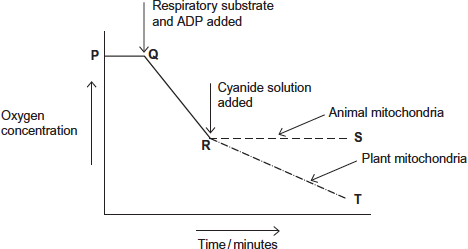 Respiratory substrate
and ADP added
P
Q
Cyanide solution
added
Animal mitochondria
Oxygen
concentration
R
S
Plant mitochondria
T
Time/minutes